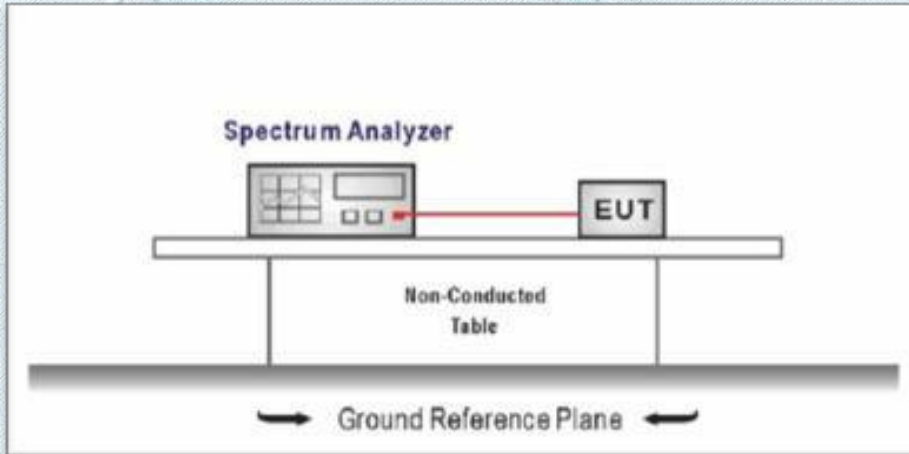 Spectrum Analyzer
EUT
Non-Conducted
Table
Ground Reference Plane